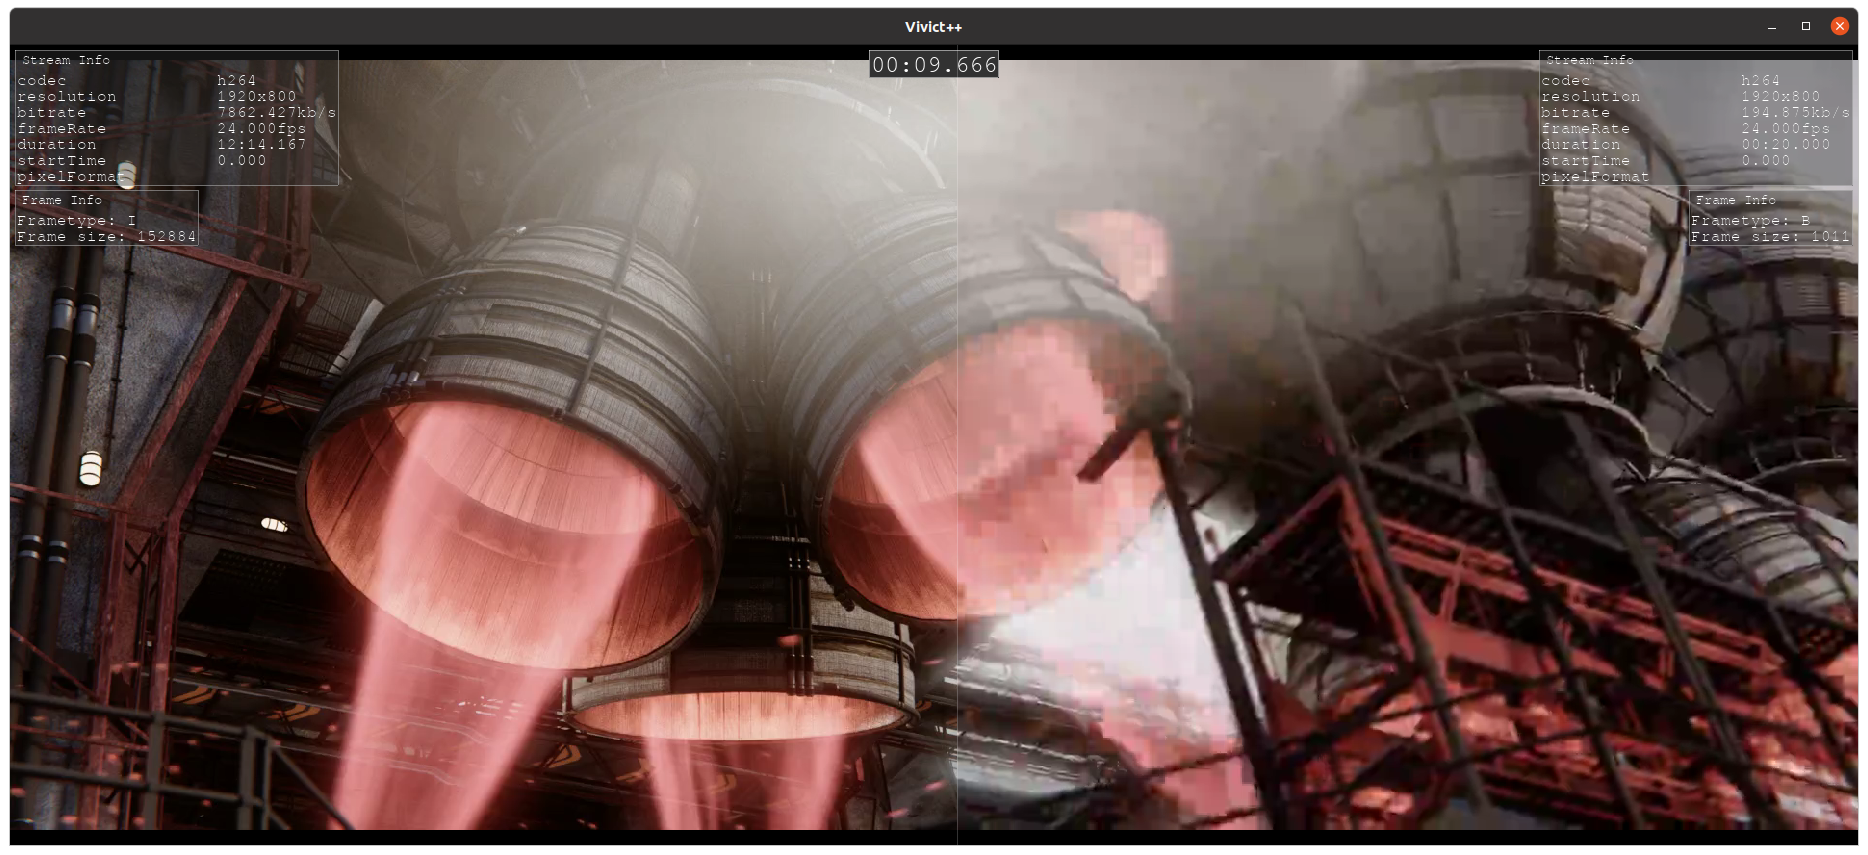 Vivict++
00:09.666
Stream Info
codec h264
resolution 1920x800
bitrate 7862.427kb/s
frameRate 24.000fps
duration 12:14.167
startTime 0.000
pixelFormat
Frame Info
Frametype: I
Frame size: 152884
Stream Info
codec h264
resolution 1920x800
bitrate 194.875kb/s
frameRate 24.000fps
duration 00:20.000
startTime 0.000
pixelFormat
Frame Info
Frametype: B
Frame size: 1011